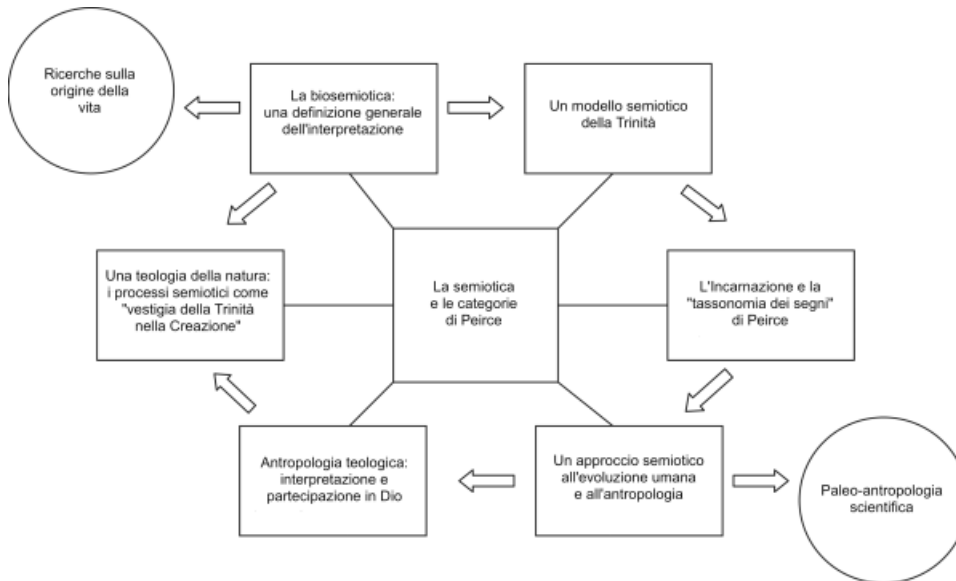 Ricerche sulla
origine della
vita
La biosemiotica:
una definizione generale
dell'interpretazione
Un modello semiotico
della Trinità
Una teologia della natura:
i processi semiotici come
"vestigia della Trinità
nella Creazione"
La semiotica
e le categorie
di Peirce
L'Incarnazione e la
"tassonomia dei segni"
di Peirce
Antropologia teologica:
interpretazione e
partecipazione in Dio
Un approccio semiotico
all'evoluzione umana
e all'antropologia
Paleo-antropologia
scientifica